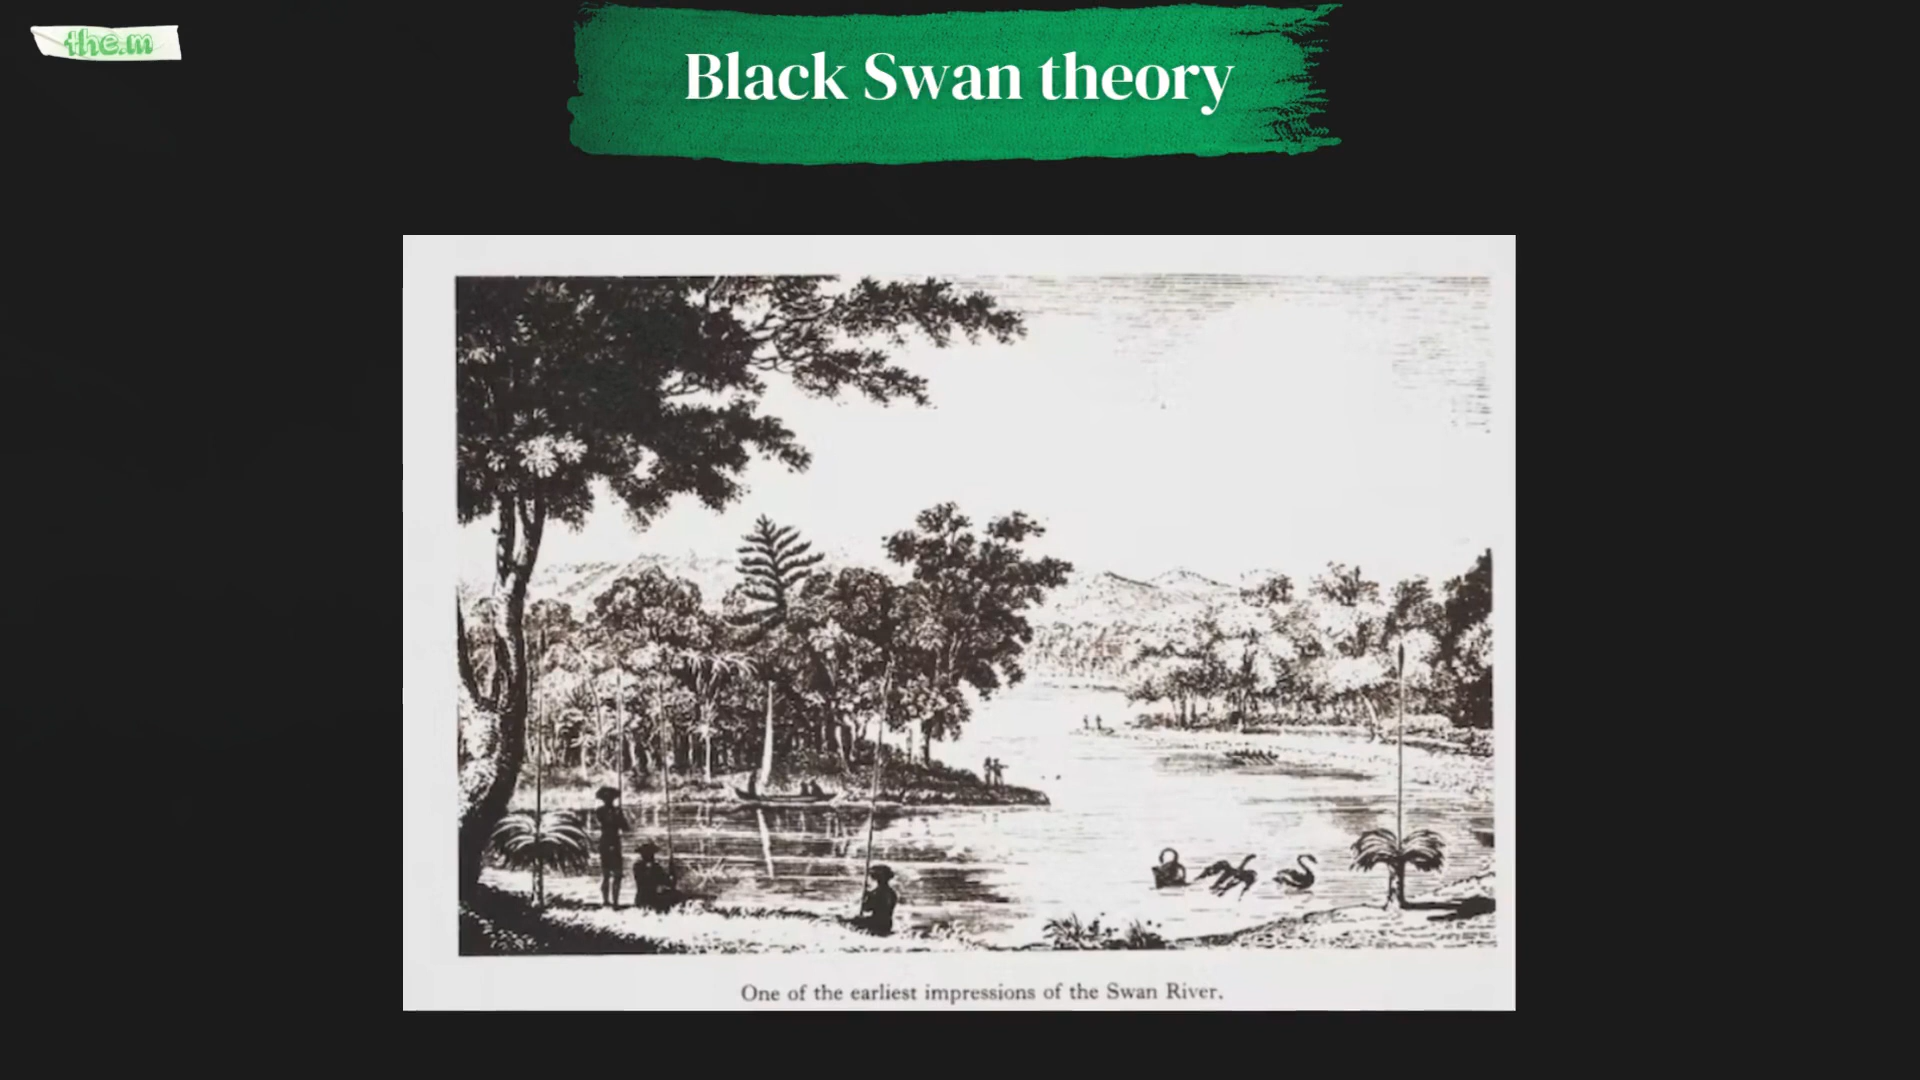 the.m
Black Swan theory
One of the earliest impressions of the Swan River.